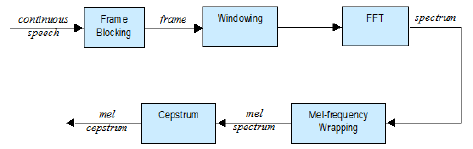 continuous
speech
Frame
Blocking
frame
Windowing
FFT
spectrum
mel
cepstrum
Cepstrum
mel
spectrum
Mel-frequency
Wrapping